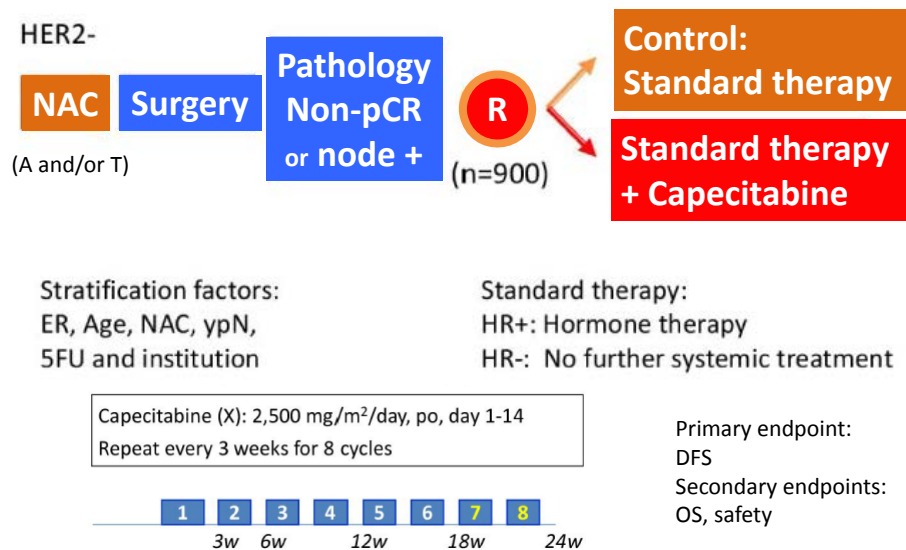 HER2-
NAC
(A and/or T)
Surgery
Pathology
Non-pCR
or node +
R
(n=900)
Control:
Standard therapy
Standard therapy
+ Capecitabine
Stratification factors:
ER, Age, NAC, ypN,
5FU and institution
Standard therapy:
HR+: Hormone therapy
HR-: No further systemic treatment
Capecitabine (X): 2,500 mg/m²/day, po, day 1-14
Repeat every 3 weeks for 8 cycles
Primary endpoint:
DFS
Secondary endpoints:
OS, safety
1 2 3 4 5 6 7 8
3w 6w 12w 18w 24w